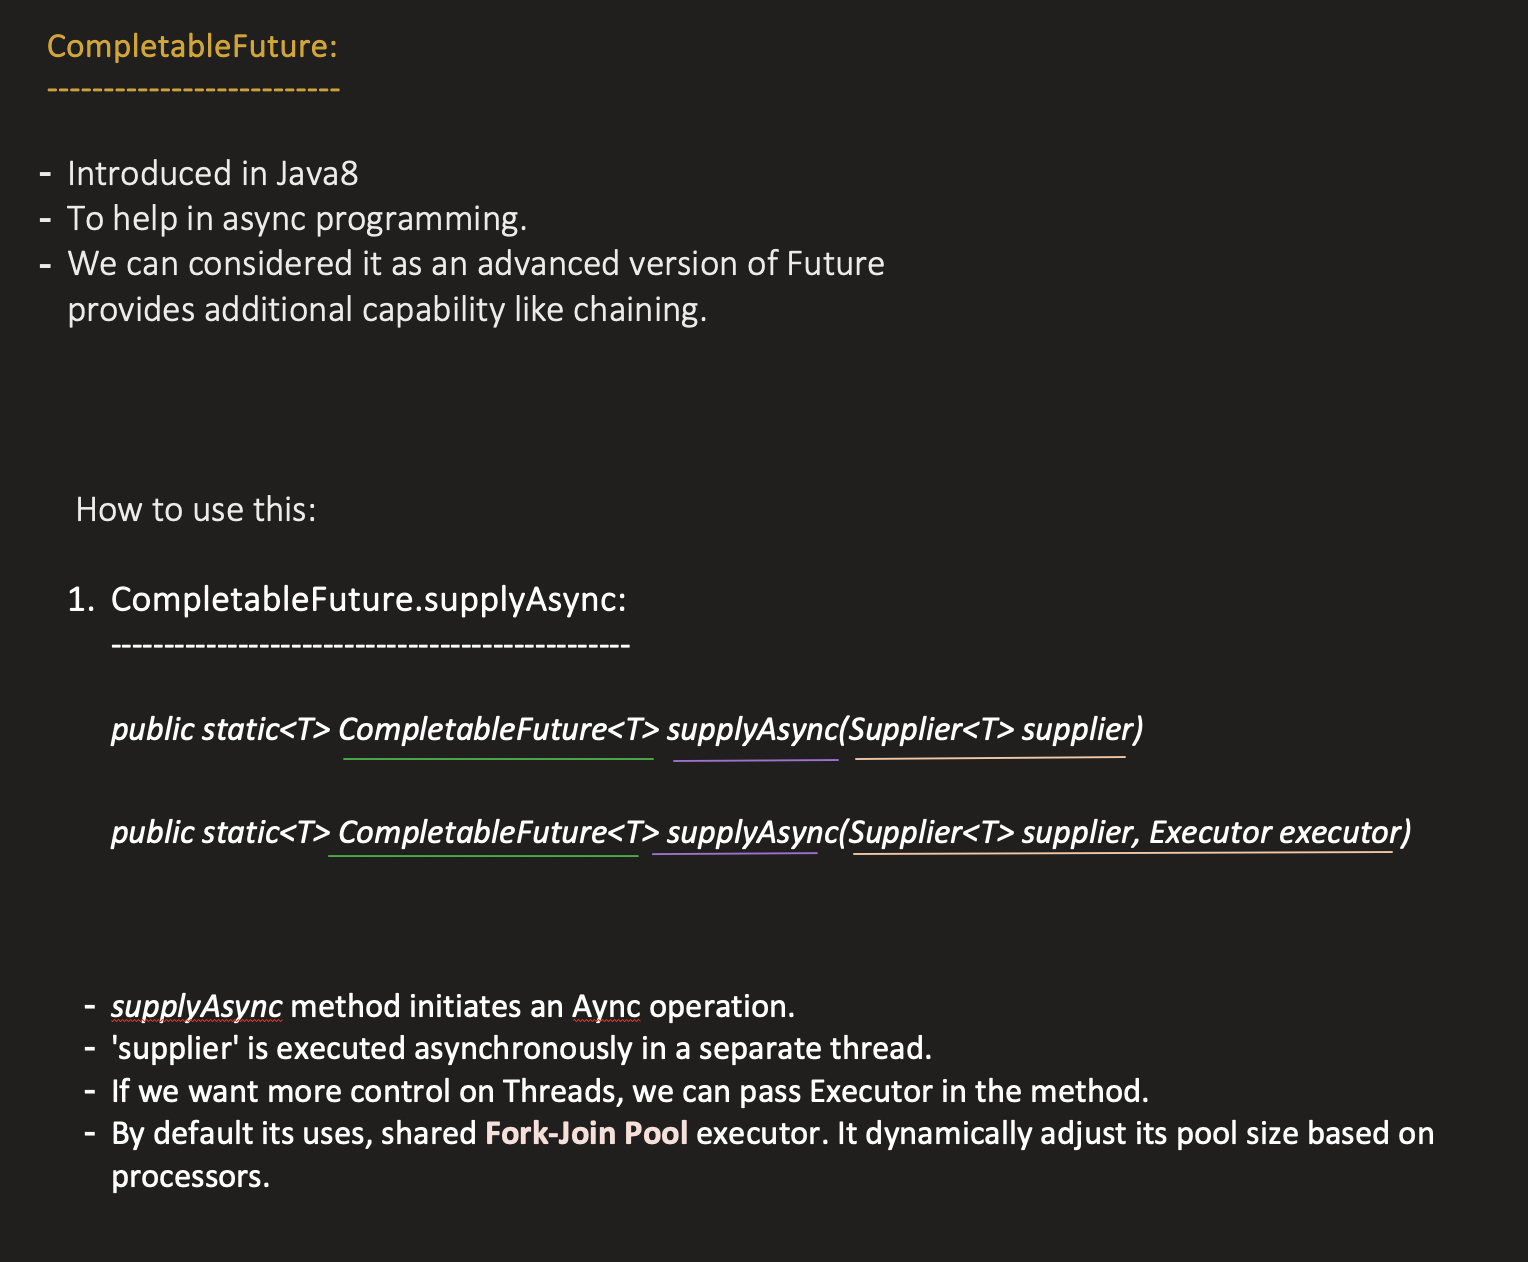 CompletableFuture:
--------------------------
- Introduced in Java8
- To help in async programming.
- We can considered it as an advanced version of Future
provides additional capability like chaining.
How to use this:
1. CompletableFuture.supplyAsync:
-------------------------------------------------
public static<T> CompletableFuture<T> supplyAsync(Supplier<T> supplier)
public static<T> CompletableFuture<T> supplyAsync(Supplier<T> supplier, Executor executor)
- supplyAsync method initiates an Aync operation.
- 'supplier' is executed asynchronously in a separate thread.
- If we want more control on Threads, we can pass Executor in the method.
- By default its uses, shared Fork-Join Pool executor. It dynamically adjust its pool size based on
processors.